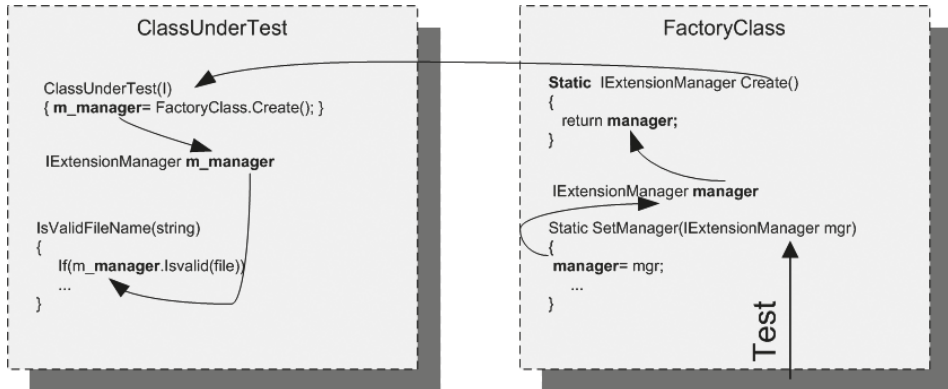 ClassUnderTest
ClassUnderTest(I)
{ m_manager= FactoryClass.Create(); }
IExtensionManager m_manager
IsValidFileName(string)
{
If(m_manager.Isvalid(file))
...
}
FactoryClass
Static IExtensionManager Create()
{
return manager;
}
IExtensionManager manager
Static SetManager(IExtensionManager mgr)
{
manager= mgr;
...
}
Test